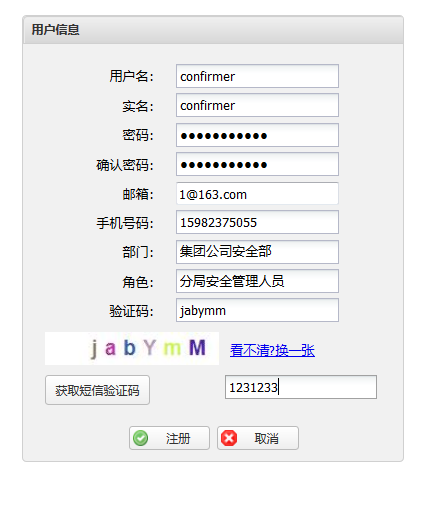 用户信息
用户名: confirmer
实名: confirmer
密码: ●●●●●●●●●●●
确认密码: ●●●●●●●●●●●
邮箱: 1@163.com
手机号码: 15982375055
部门: 集团公司安全部
角色: 分局安全管理人员
验证码: jabymm
jabYmM 看不清?换一张
获取短信验证码 1231233
注册 取消